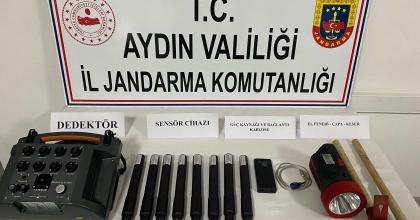 T.C.
AYDIN VALİLİĞİ
İL JANDARMA KOMUTANLIĞI
JANDARMA
DEDEKTÖR
SENSÖR CİHAZI
GÜÇ KAYNAĞI VE BAĞLANTI
KABLOSU
EL FENERİ - ÇAPA - KESER